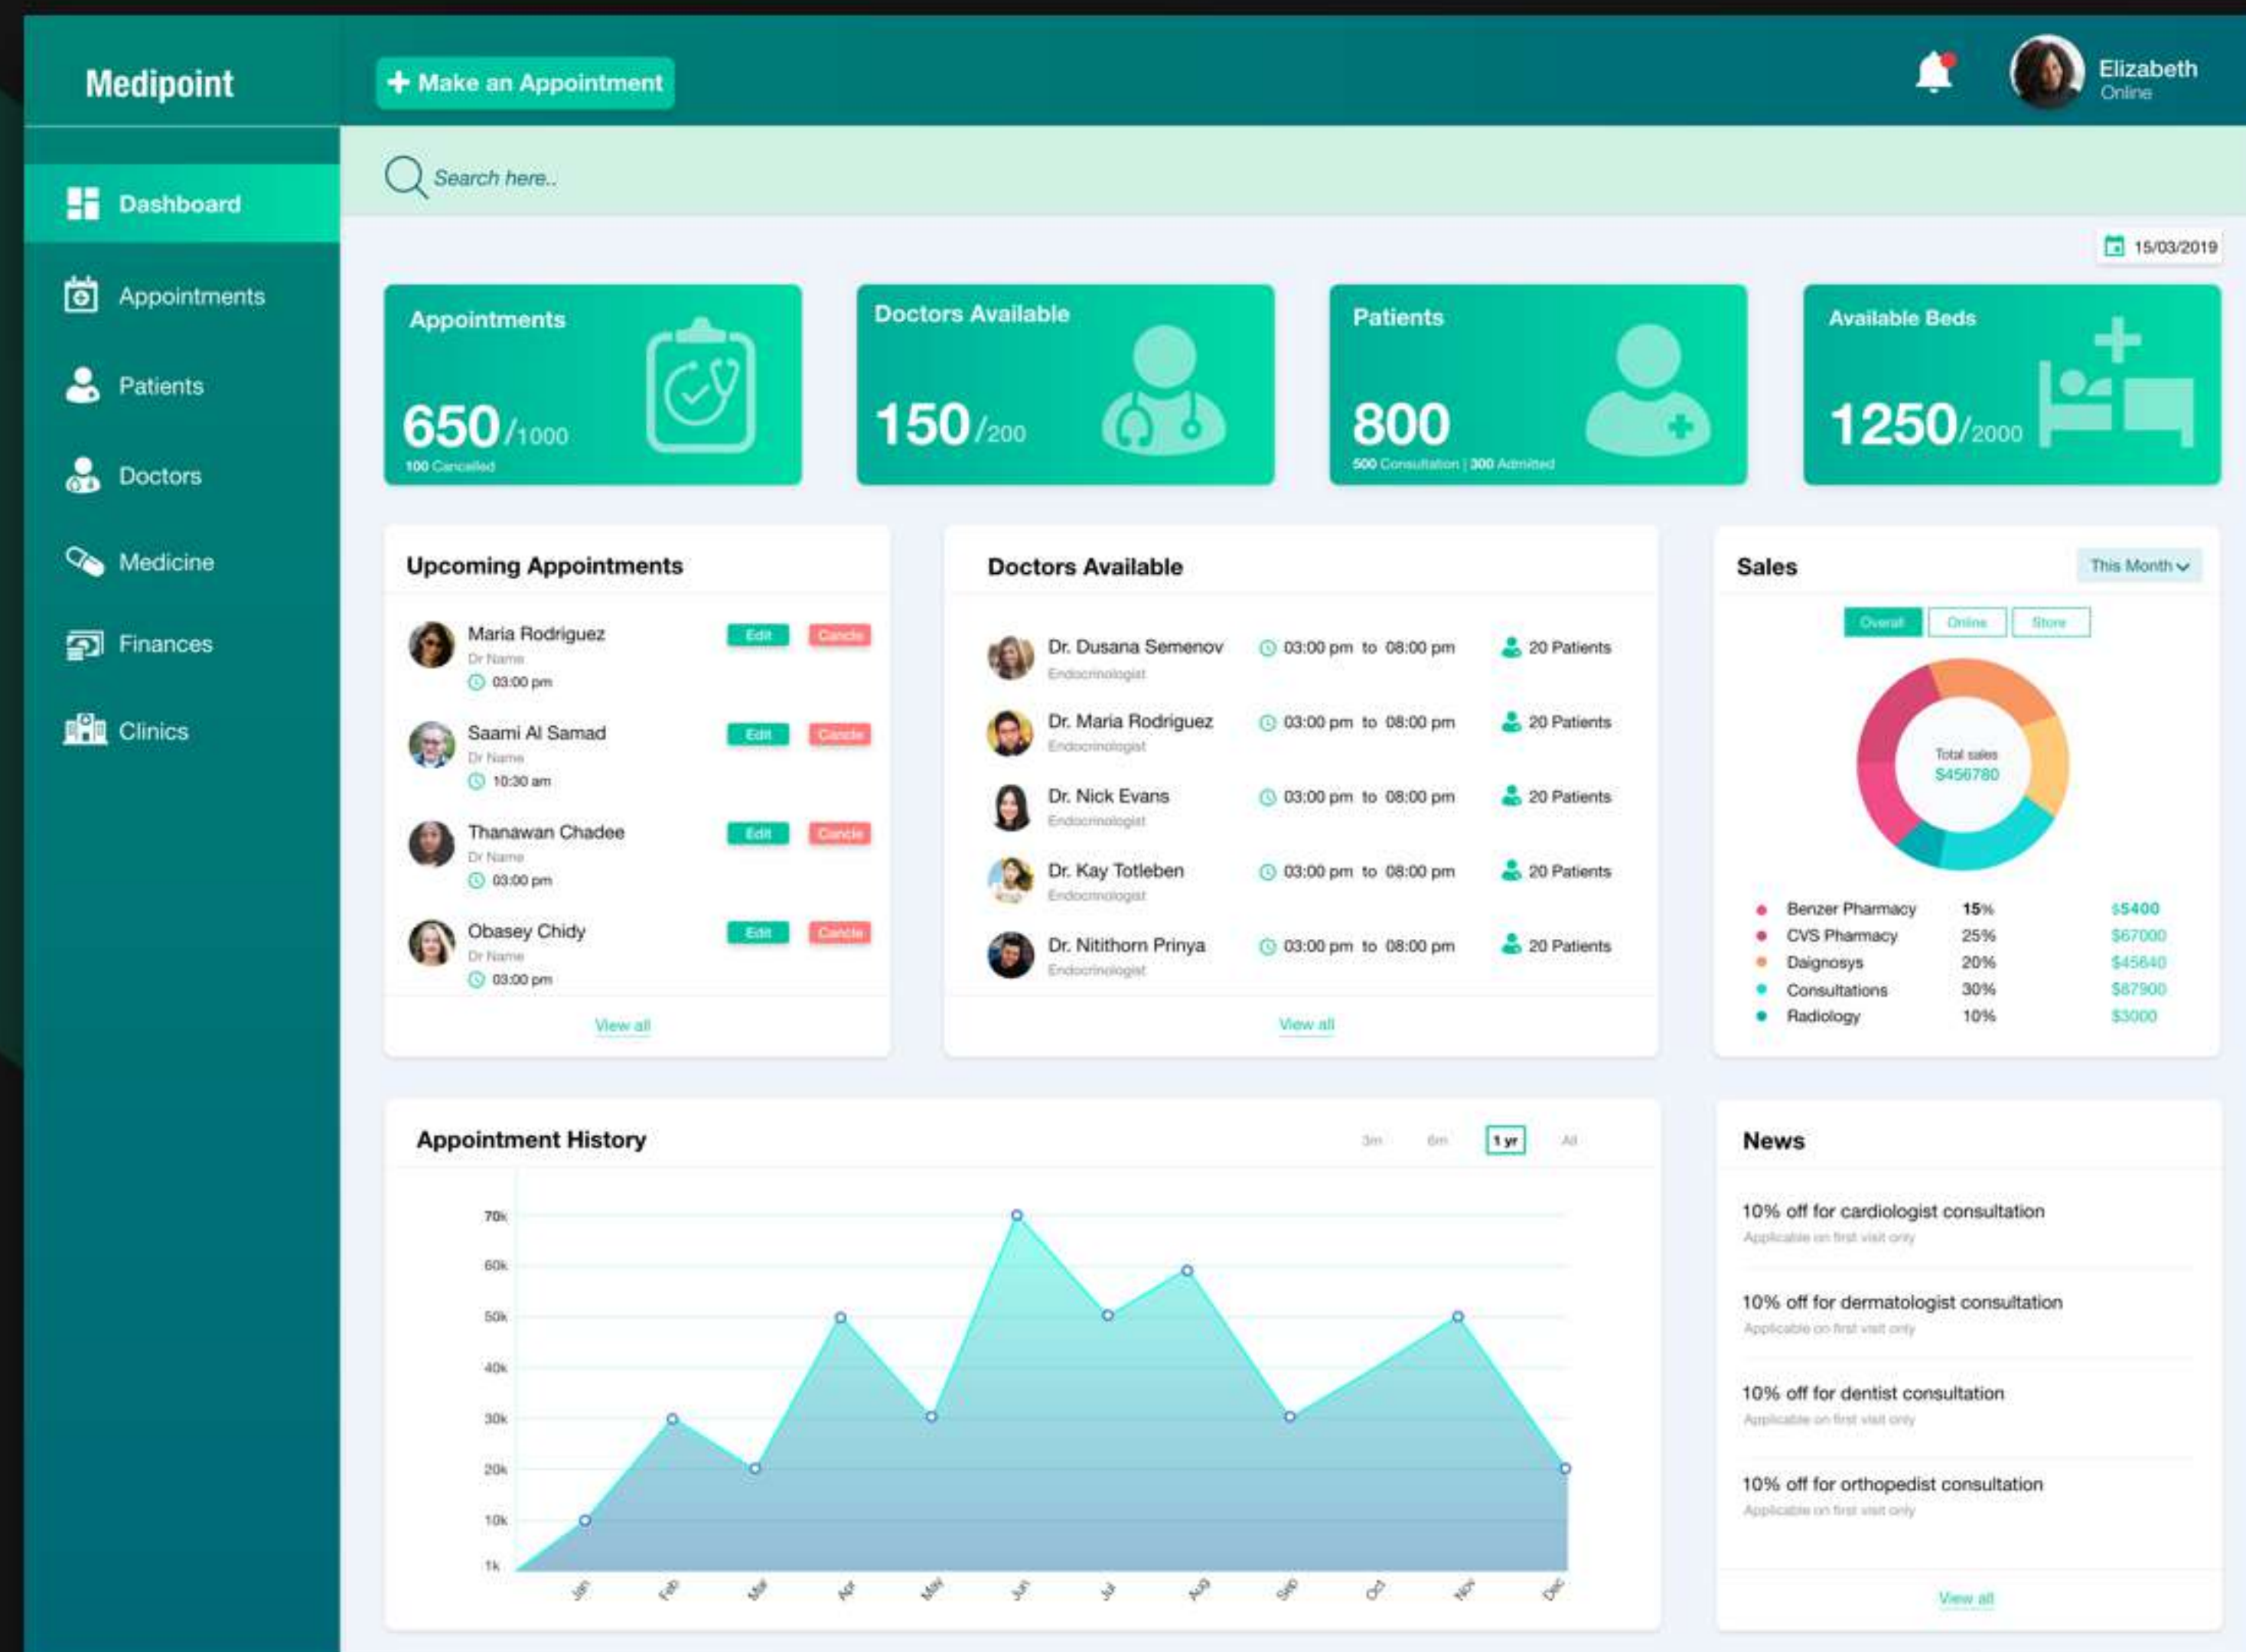 Medipoint
+ Make an Appointment
Elizabeth
Online
Search here..
Dashboard
Appointments
Patients
Doctors
Medicine
Finances
Clinics
15/03/2019
Appointments
650/1000
100 Cancelled
Doctors Available
150/200
Patients
800
500 Consultation | 300 Admitted
Available Beds
1250/2000
Upcoming Appointments
Maria Rodriguez
Dr Name
03:00 pm
Edit Cancle
Saami Al Samad
Dr Name
10:30 am
Edit Cancle
Thanawan Chadee
Dr Name
03:00 pm
Edit Cancle
Obasey Chidy
Dr Name
03:00 pm
Edit Cancle
View all
Doctors Available
Dr. Dusana Semenov 03:00 pm to 08:00 pm 20 Patients
Endocrinologist
Dr. Maria Rodriguez 03:00 pm to 08:00 pm 20 Patients
Endocrinologist
Dr. Nick Evans 03:00 pm to 08:00 pm 20 Patients
Endocrinologist
Dr. Kay Totleben 03:00 pm to 08:00 pm 20 Patients
Endocrinologist
Dr. Nitithorn Prinya 03:00 pm to 08:00 pm 20 Patients
Endocrinologist
View all
Sales
This Month
Overall Online Store
Total sales
$456780
Benzer Pharmacy 15% $5400
CVS Pharmacy 25% $67000
Daignosys 20% $45640
Consultations 30% $87900
Radiology 10% $3000
Appointment History
3m 6m 1 yr All
70k
60k
50k
40k
30k
20k
10k
1k
Jan Feb Mar Apr May Jun Jul Aug Sep Oct Nov Dec
News
10% off for cardiologist consultation
Applicable on first visit only
10% off for dermatologist consultation
Applicable on first visit only
10% off for dentist consultation
Applicable on first visit only
10% off for orthopedist consultation
Applicable on first visit only
View all